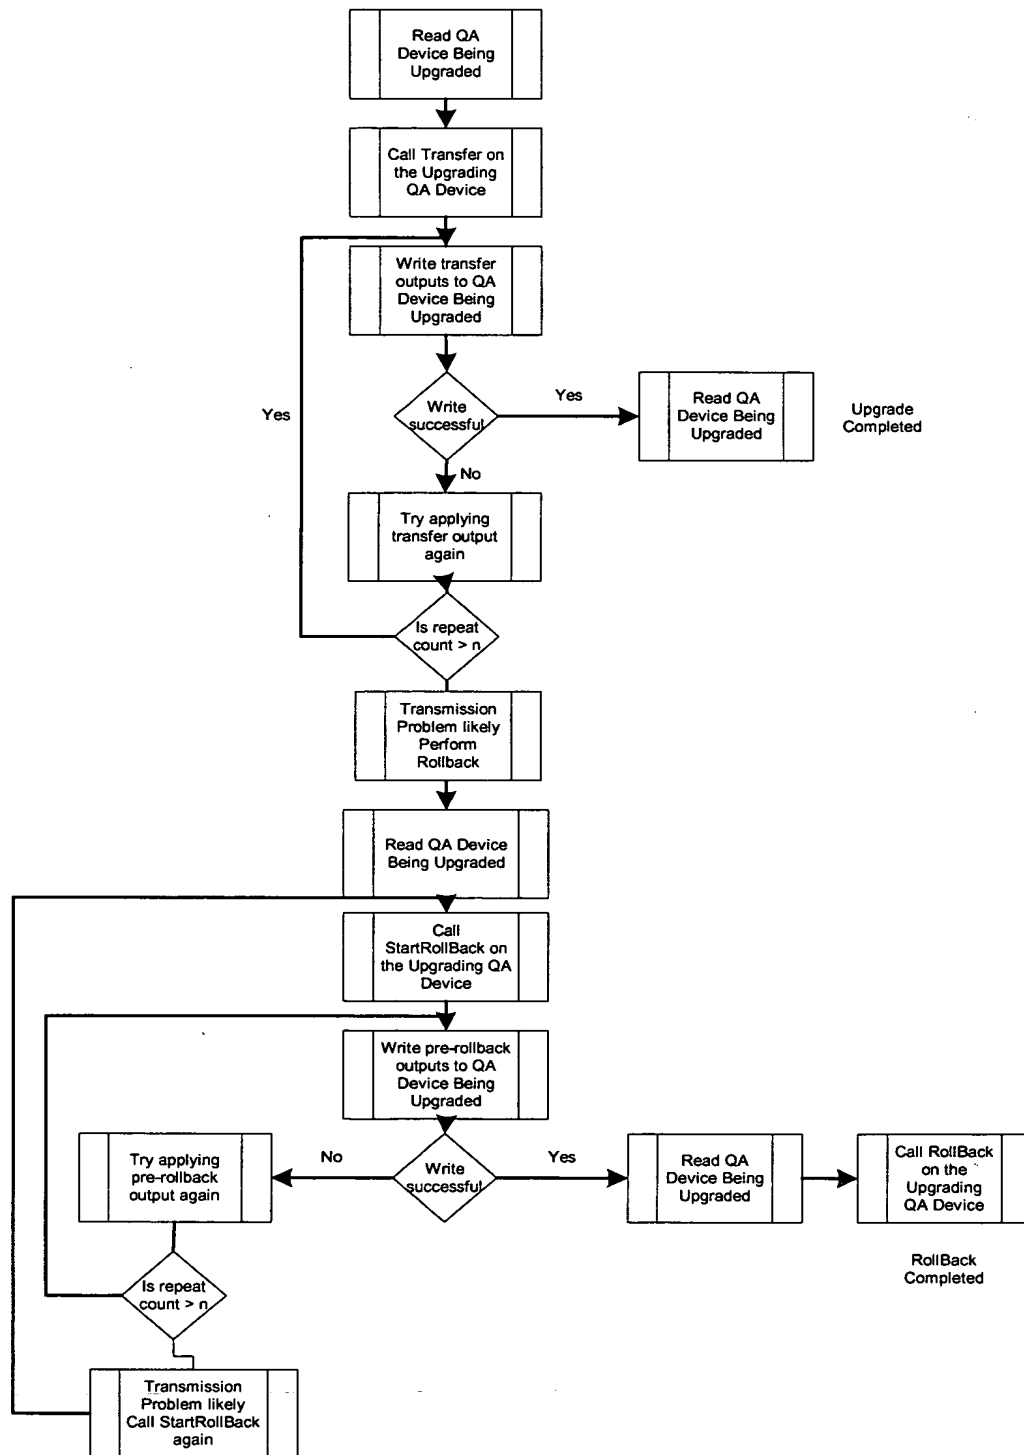 Read QA
Device Being
Upgraded
Call Transfer on
the Upgrading
QA Device
Write transfer
outputs to QA
Device Being
Upgraded
Yes
Write
successful
Yes
Read QA
Device Being
Upgraded
Upgrade
Completed
No
Try applying
transfer output
again
Is repeat
count > n
Transmission
Problem likely
Perform
Rollback
Read QA Device
Being Upgraded
Call
StartRollBack on
the Upgrading QA
Device
Write pre-rollback
outputs to QA
Device Being
Upgraded
Try applying
pre-rollback
output again
No
Write
successful
Yes
Read QA
Device Being
Upgraded
Call RollBack
on the
Upgrading
QA Device
RollBack
Completed
Is repeat
count > n
Transmission
Problem likely
Call StartRollBack
again